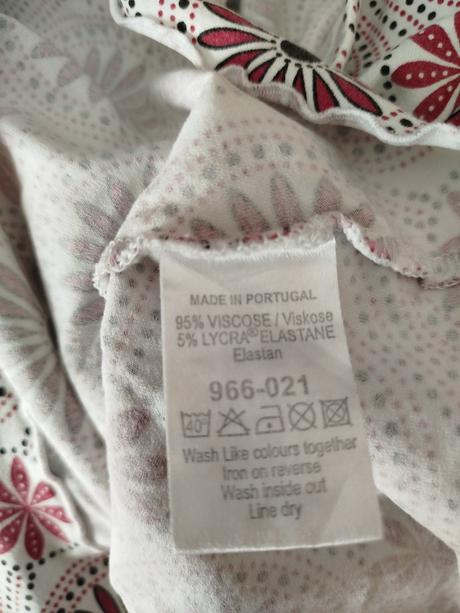 MADE IN PORTUGAL
95% VISCOSE / Viskose
5% LYCRA® ELASTANE
Elastan
966-021
40°
Wash Like colours together
Iron on reverse
Wash inside out
Line dry